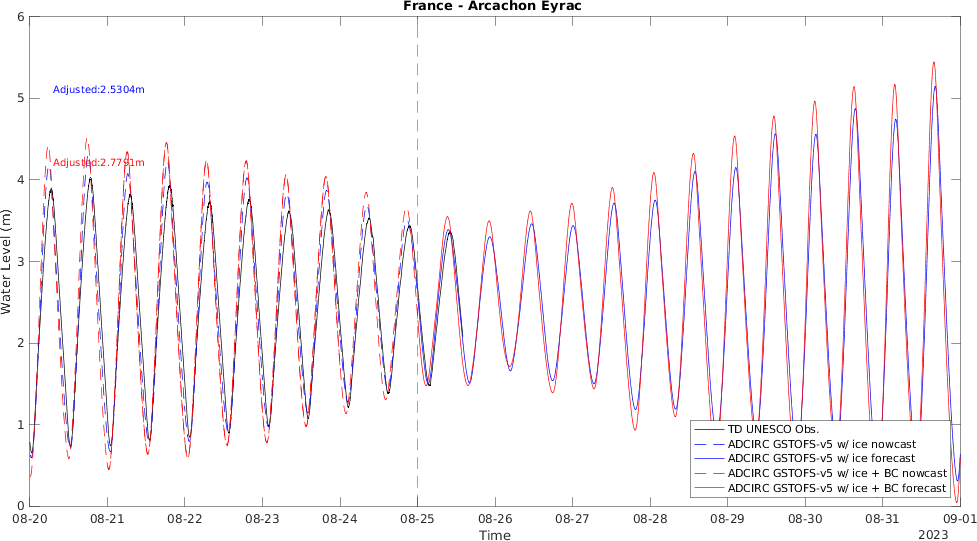 France - Arcachon Eyrac
6
5
4
3
2
1
0
Water Level (m)
Adjusted:2.5304m
Adjusted:2.7791m
TD UNESCO Obs.
ADCIRC GSTOFS-v5 w/ ice nowcast
ADCIRC GSTOFS-v5 w/ ice forecast
ADCIRC GSTOFS-v5 w/ ice + BC nowcast
ADCIRC GSTOFS-v5 w/ ice + BC forecast
08-20 08-21 08-22 08-23 08-24 08-25 08-26 08-27 08-28 08-29 08-30 08-31 09-01
Time
2023